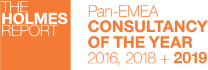 THE
HOLMES
REPORT
Pan-EMEA
CONSULTANCY
OF THE YEAR
2016, 2018 + 2019